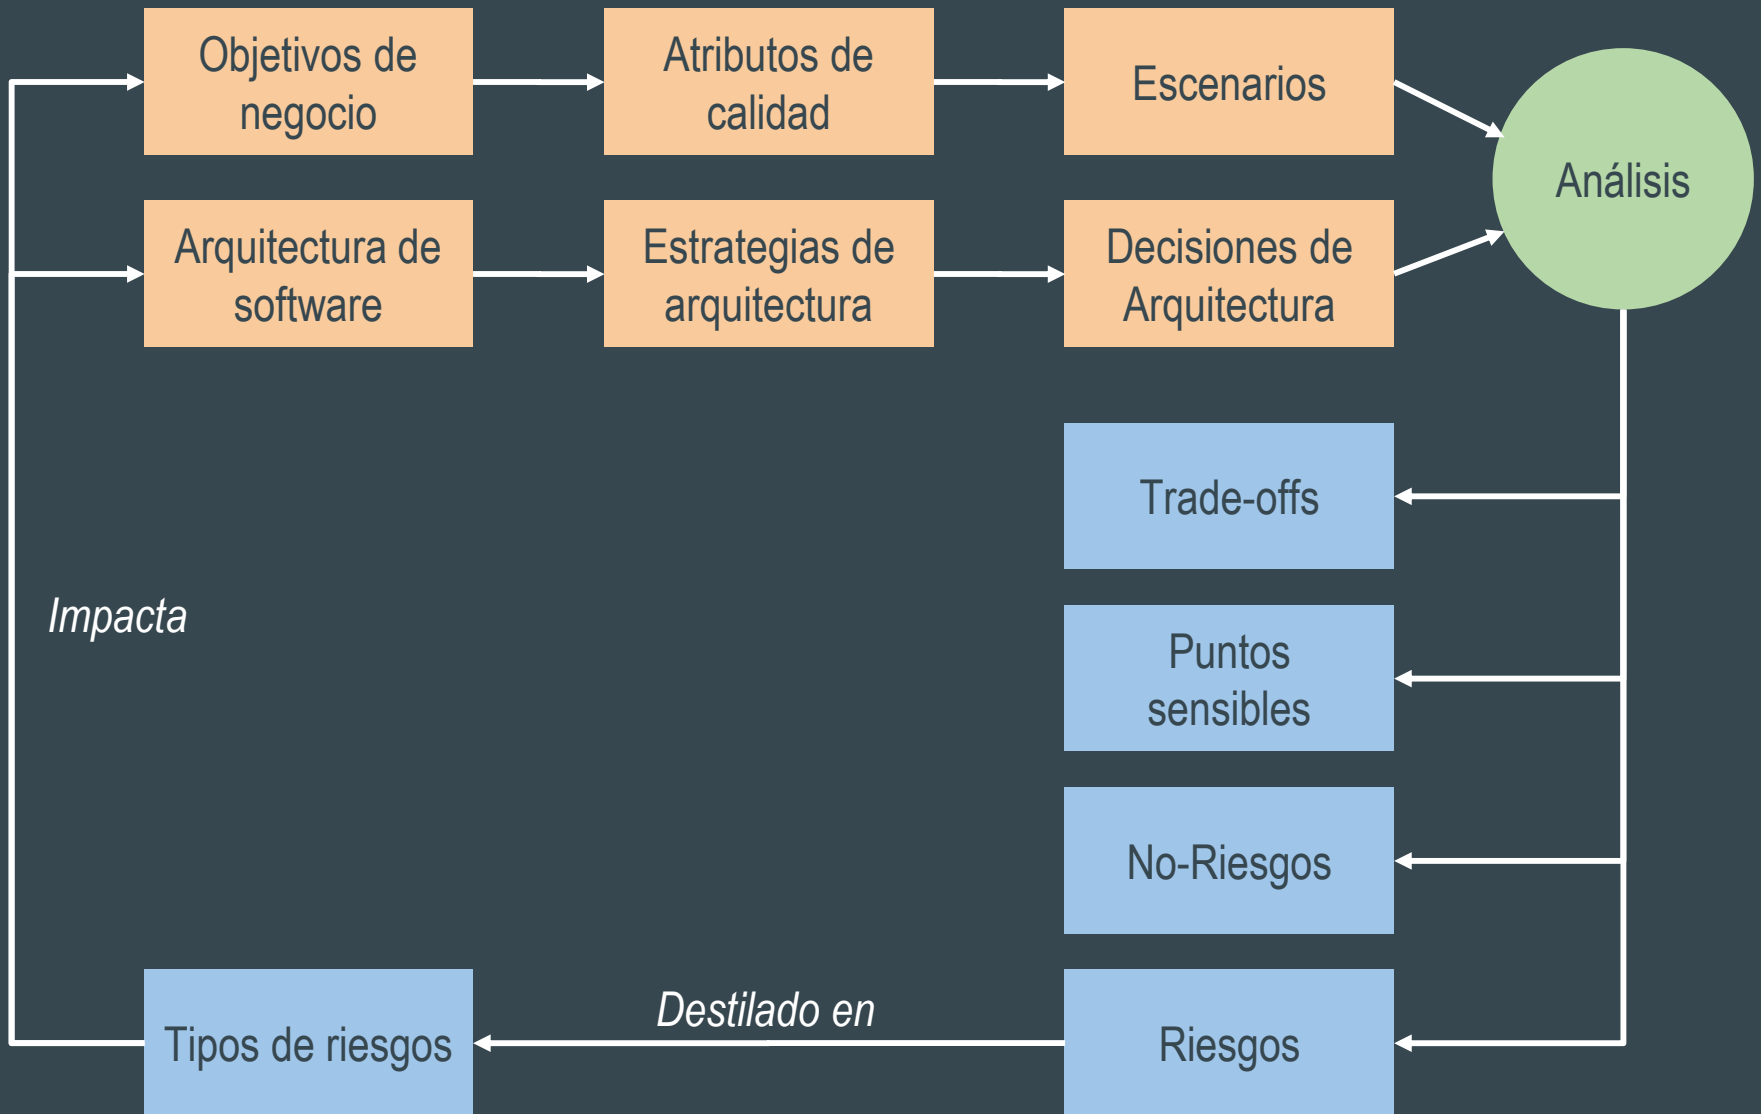 Objetivos de
negocio
Atributos de
calidad
Escenarios
Análisis
Arquitectura de
software
Estrategias de
arquitectura
Decisiones de
Arquitectura
Trade-offs
Impacta
Puntos
sensibles
No-Riesgos
Tipos de riesgos
Destilado en
Riesgos